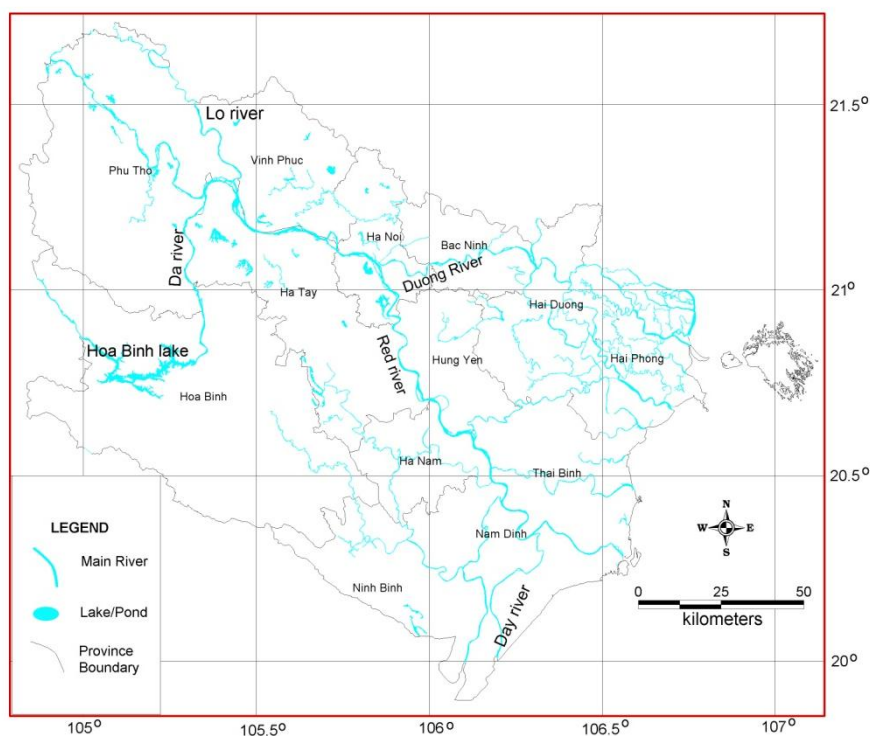 Lo river
21.5°
Vinh Phuc
Phu Tho
Ha Noi
Bac Ninh
Da river
Duong River
21°
Ha Tay
Hai Duong
Hoa Binh lake
Red river
Hung Yen
Hai Phong
Hoa Binh
Ha Nam
Thai Binh
20.5°
LEGEND
Main River
Lake/Pond
Province
Boundary
Nam Dinh
N
W E
S
Ninh Binh
Day river
0 25 50
kilometers
20°
105° 105.5° 106° 106.5° 107°